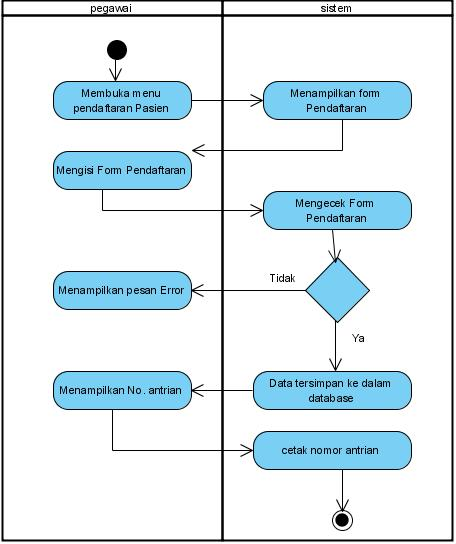 pegawai
sistem
Membuka menu
pendaftaran Pasien
Menampilkan form
Pendaftaran
Mengisi Form Pendaftaran
Mengecek Form
Pendaftaran
Tidak
Menampilkan pesan Error
Ya
Data tersimpan ke dalam
database
Menampilkan No. antrian
cetak nomor antrian